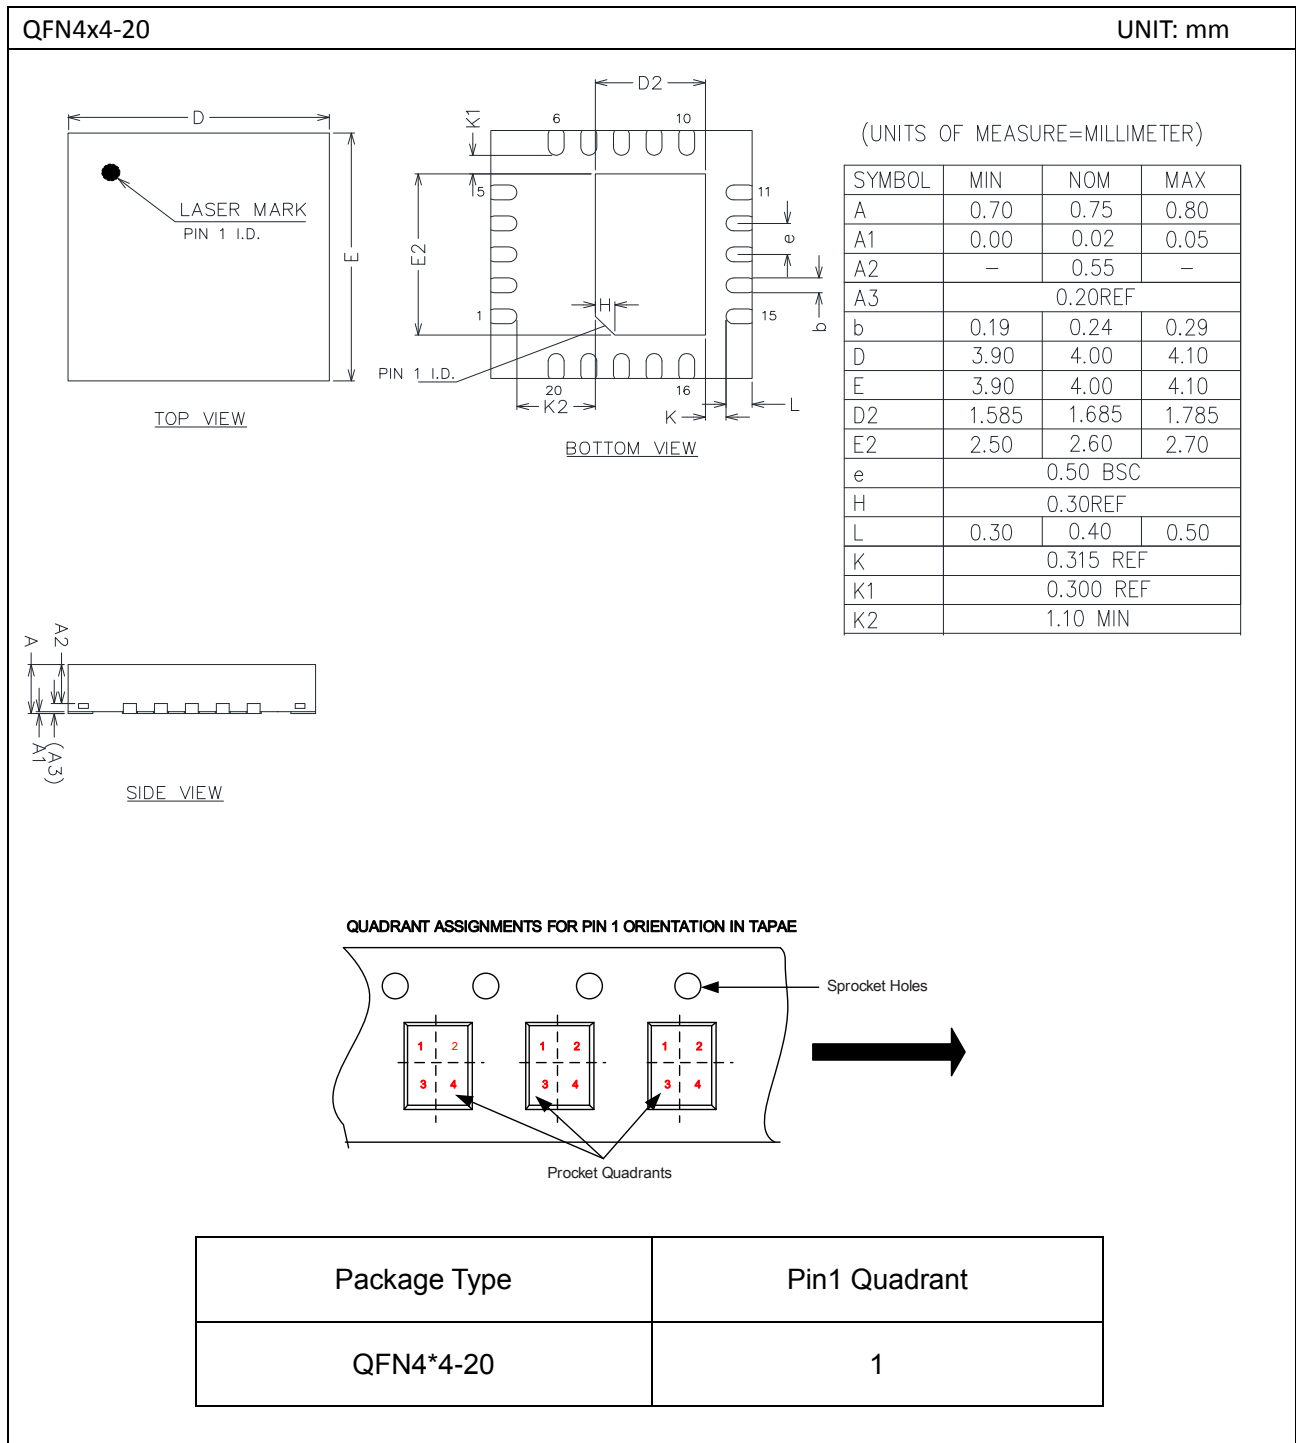 QFN4x4-20 UNIT: mm
D
LASER MARK
PIN 1 I.D.
E
TOP VIEW
D2
K1
6 10
5 11
E2
e
H
b
1 15
PIN 1 I.D.
20 16
K2 K L
BOTTOM VIEW
(UNITS OF MEASURE=MILLIMETER)
SYMBOL MIN NOM MAX
A 0.70 0.75 0.80
A1 0.00 0.02 0.05
A2 – 0.55 –
A3 0.20REF
b 0.19 0.24 0.29
D 3.90 4.00 4.10
E 3.90 4.00 4.10
D2 1.585 1.685 1.785
E2 2.50 2.60 2.70
e 0.50 BSC
H 0.30REF
L 0.30 0.40 0.50
K 0.315 REF
K1 0.300 REF
K2 1.10 MIN
A A2
A1 (A3)
SIDE VIEW
QUADRANT ASSIGNMENTS FOR PIN 1 ORIENTATION IN TAPAE
Sprocket Holes
1 2 1 2 1 2
3 4 3 4 3 4
Procket Quadrants
Package Type Pin1 Quadrant
QFN4*4-20 1